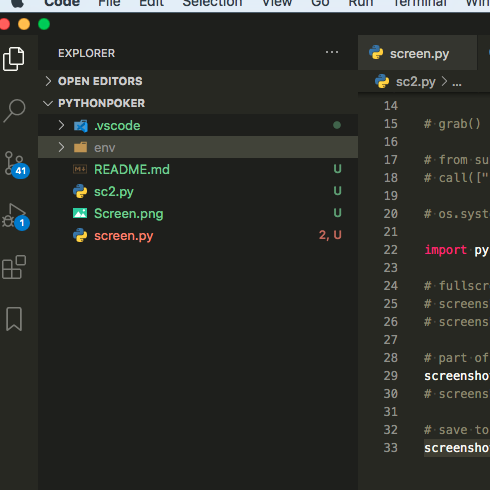 Code File Edit Selection View Go Run Terminal
EXPLORER ...
screen.py
OPEN EDITORS
sc2.py > ...
PYTHONPOKER
.vscode
env
README.md U
sc2.py U
Screen.png U
screen.py 2, U
41
1
14
15 # grab()
16
17 # from su
18 # call(["
19
20 # os.syst
21
22 import py
23
24 # fullscr
25 # screens
26 # screens
27
28 # part of
29 screensho
30 # screens
31
32 # save to
33 screensho